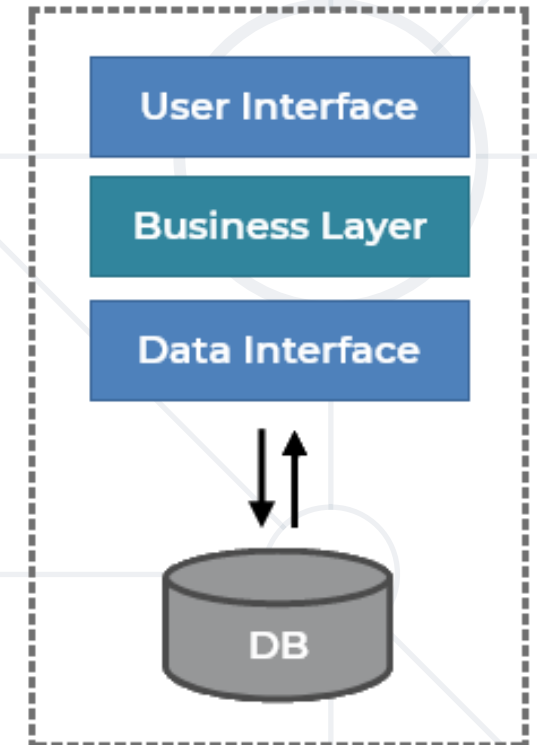 User Interface
Business Layer
Data Interface
DB